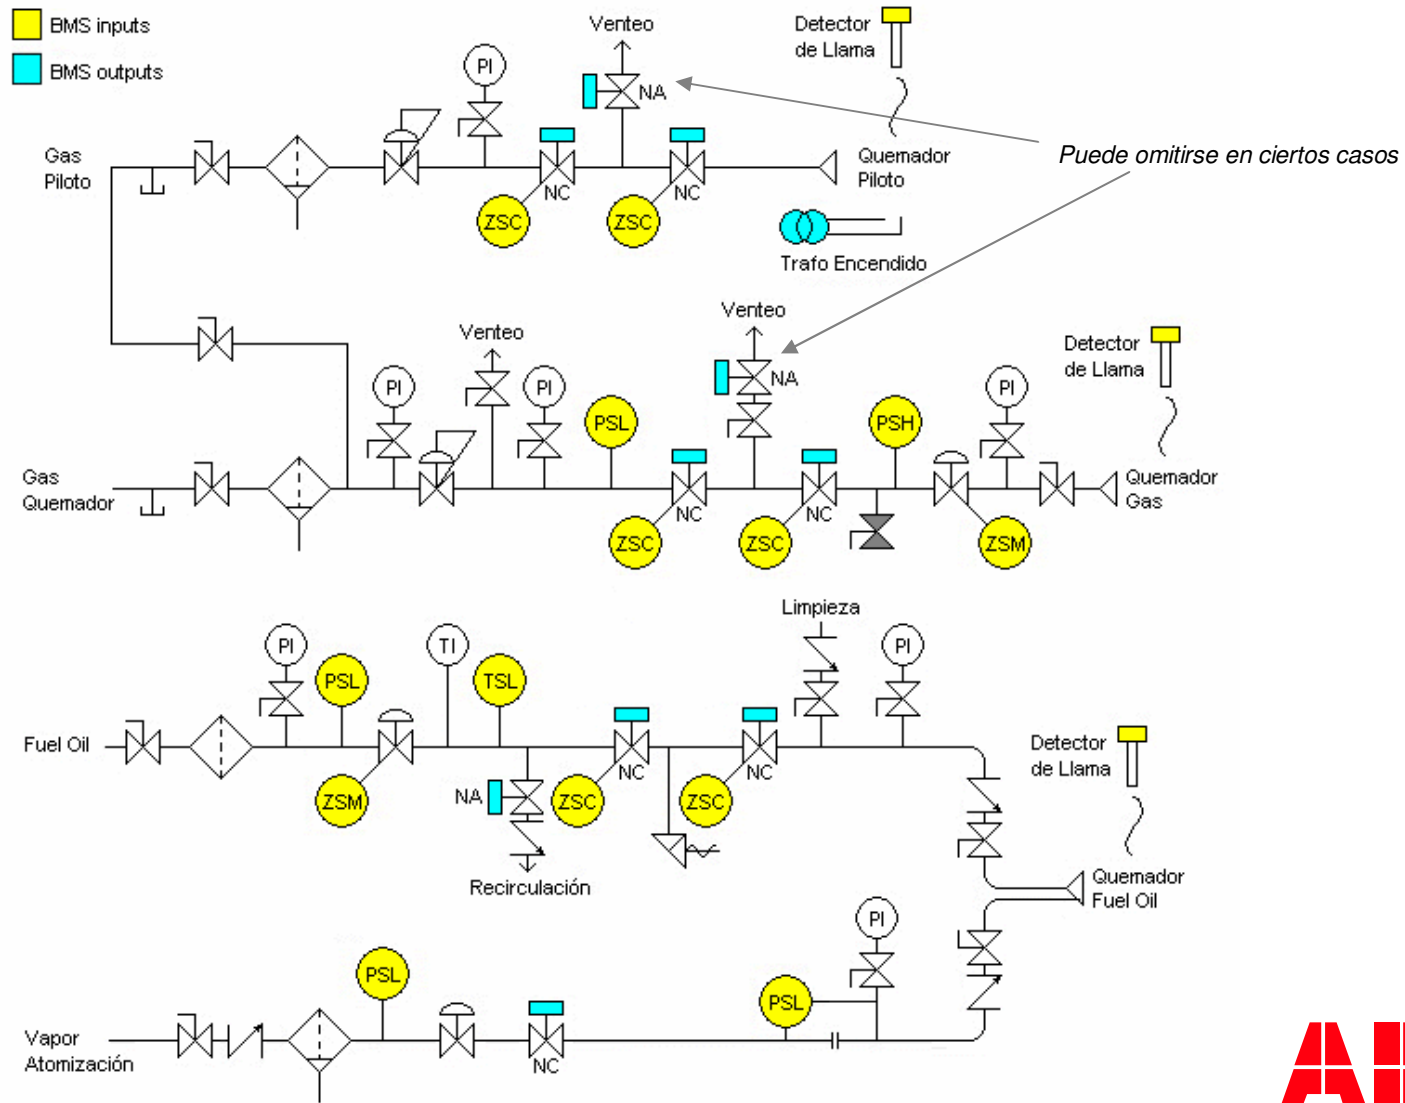 BMS inputs
BMS outputs
Venteo
Detector
de Llama
PI
NA
Gas
Piloto
Quemador
Piloto
Puede omitirse en ciertos casos
NC
NC
ZSC
ZSC
Trafo Encendido
Venteo
Venteo
Detector
de Llama
PI
PI
NA
PI
PSL
PSH
Gas
Quemador
Quemador
Gas
NC
NC
ZSC
ZSC
ZSM
Limpieza
PI
TI
PI
PSL
TSL
Fuel Oil
Detector
de Llama
NC
NC
ZSM
NA
ZSC
ZSC
Recirculación
Quemador
Fuel Oil
PI
PSL
PSL
Vapor
Atomización
NC